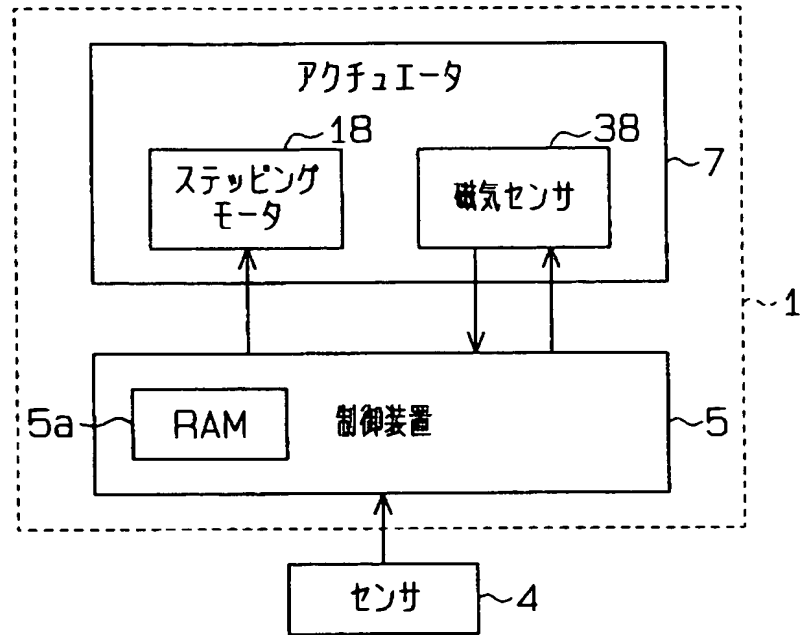 アクチュエータ
18
38
ステッピング
モータ
磁気センサ
7
1
5a
RAM
制御装置
5
センサ
4